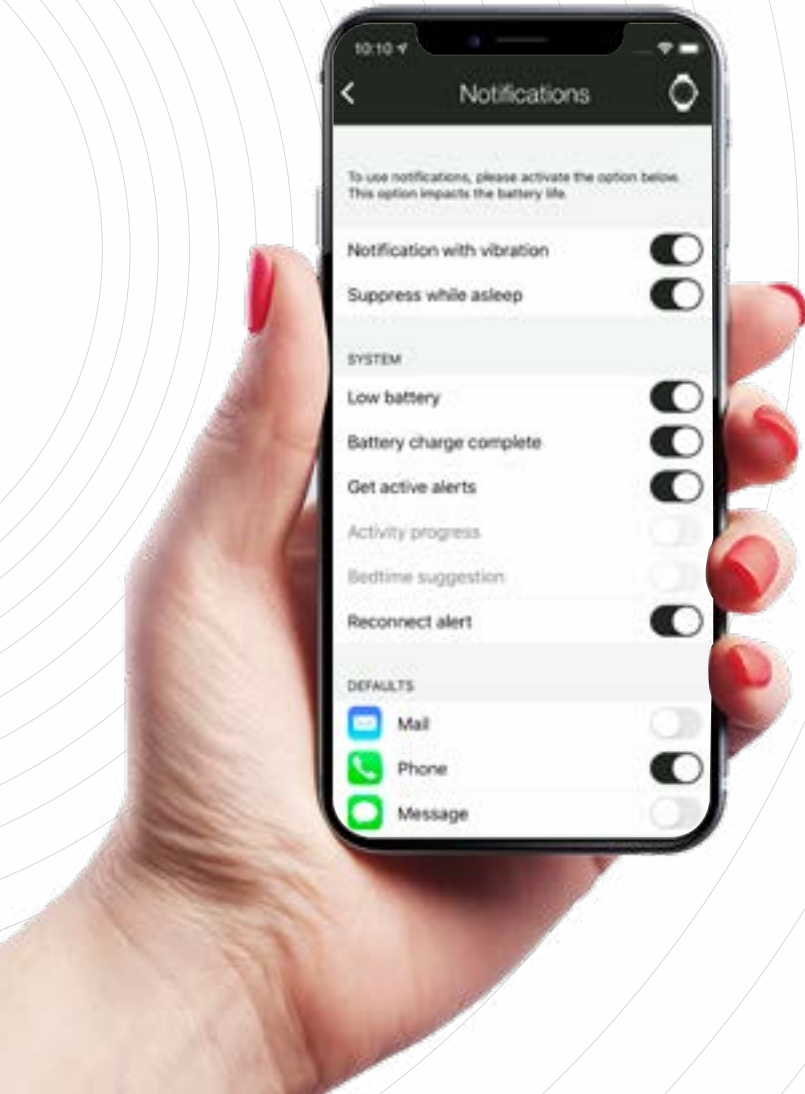 10:10
Notifications
To use notifications, please activate the option below.
This option impacts the battery life.
Notification with vibration
Suppress while asleep
SYSTEM
Low battery
Battery charge complete
Get active alerts
Activity progress
Bedtime suggestion
Reconnect alert
DEFAULTS
Mail
Phone
Message